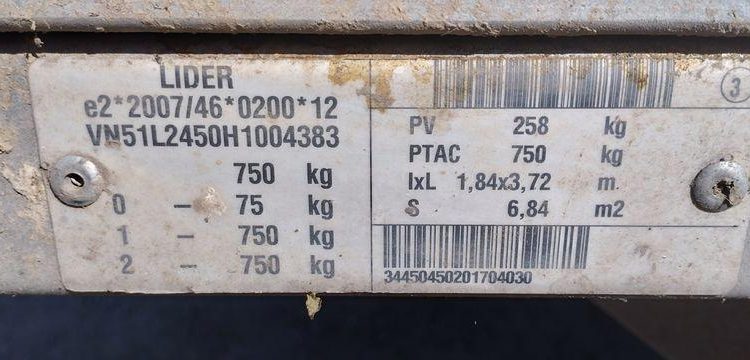 LIDER
e2*2007/46*0200*12
VN51L2450H1004383
750 kg
0 - 75 kg
1 - 750 kg
2 - 750 kg
3
PV 258 kg
PTAC 750 kg
lxL 1,84x3,72 m
S 6,84 m2
34450450201704030